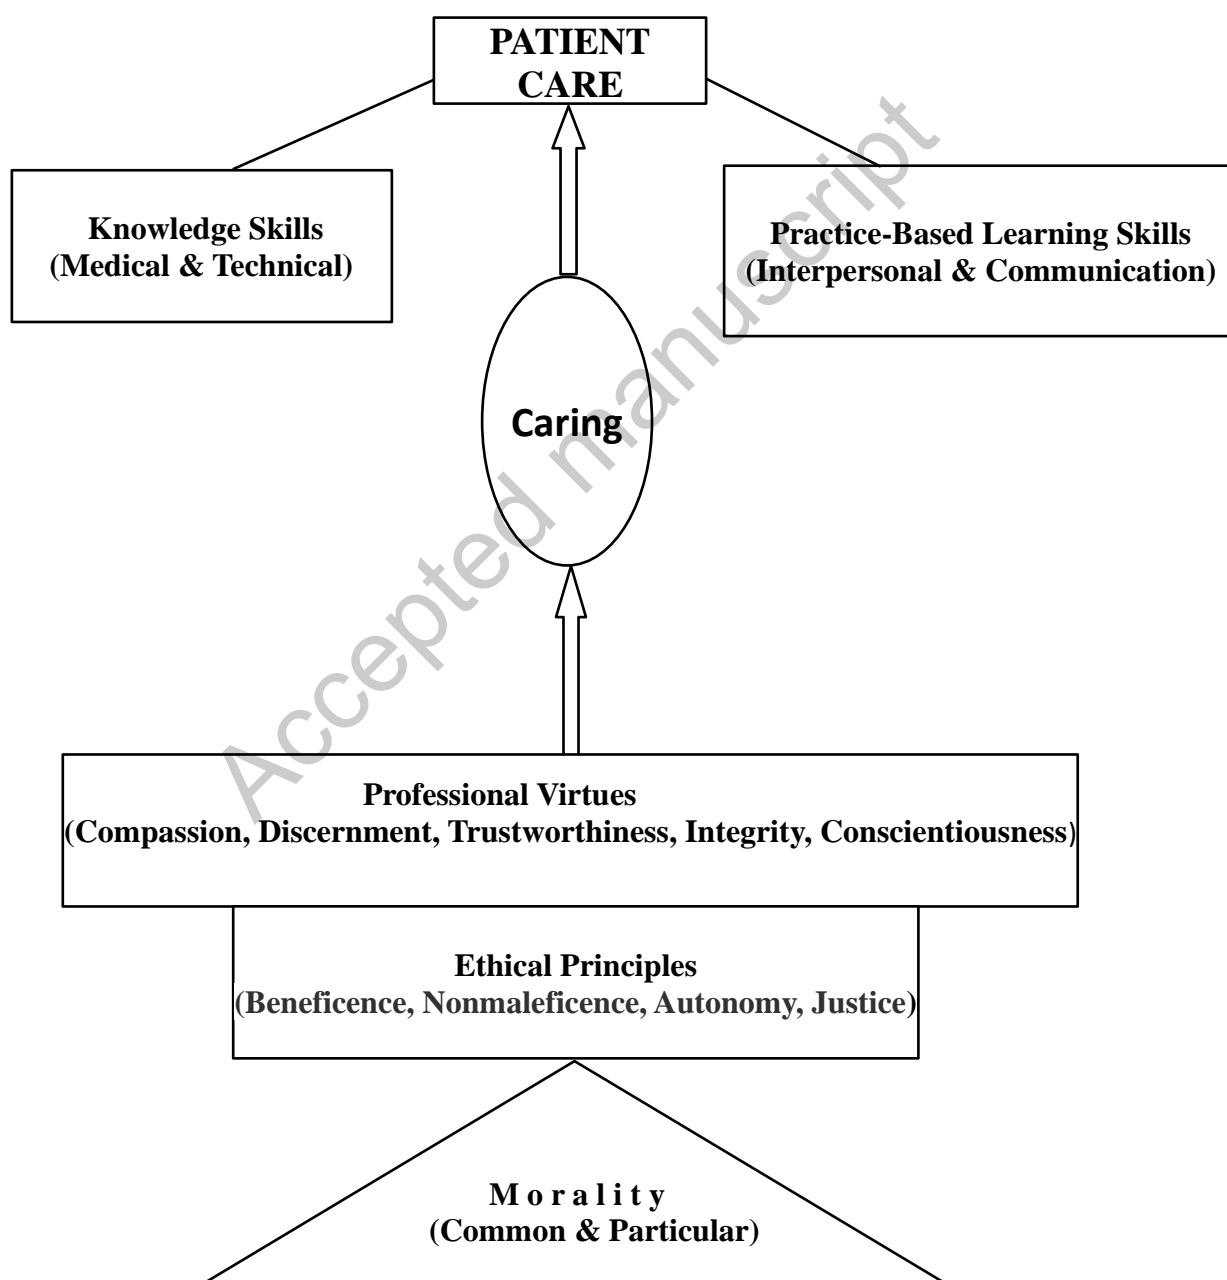 PATIENT
CARE
Knowledge Skills
(Medical & Technical)
Practice-Based Learning Skills
(Interpersonal & Communication)
Caring
Accepted manuscript
Professional Virtues
(Compassion, Discernment, Trustworthiness, Integrity, Conscientiousness)
Ethical Principles
(Beneficence, Nonmaleficence, Autonomy, Justice)
M o r a l i t y
(Common & Particular)